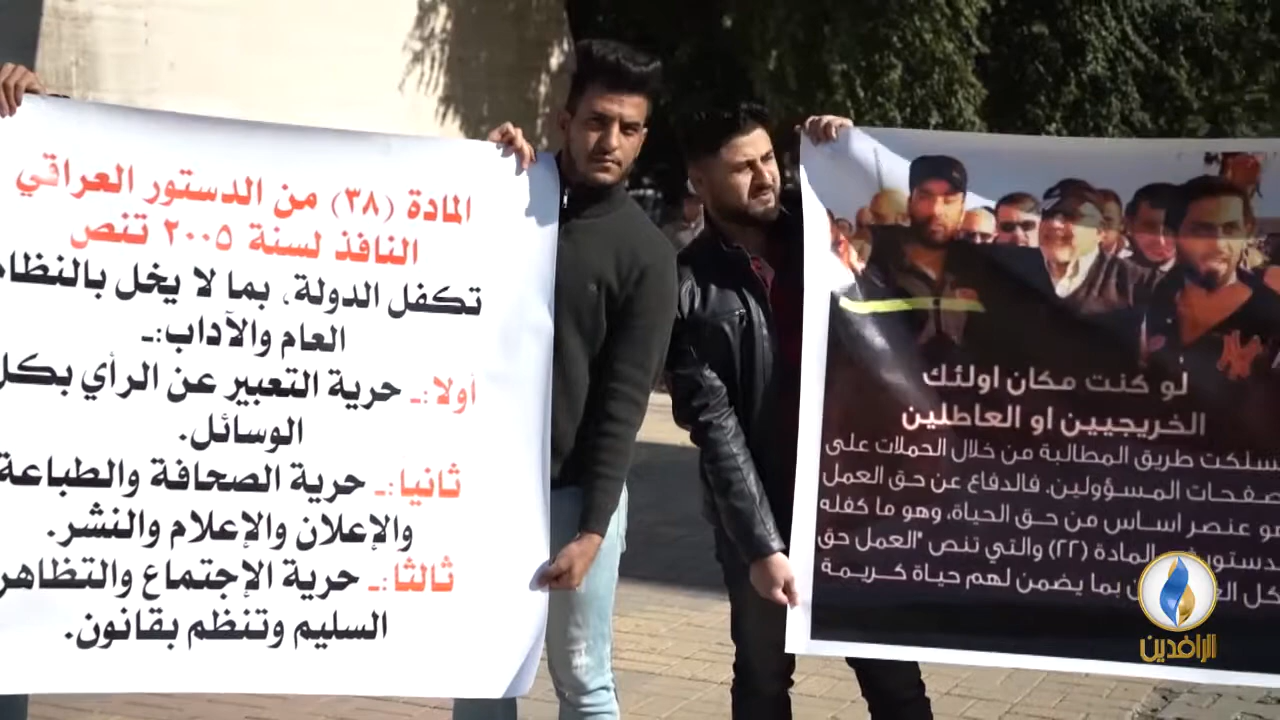 المادة (٣٨) من الدستور العراقي
النافذ لسنة ٢٠٠٥ تنص
تكفل الدولة، بما لا يخل بالنظام
العام والآداب:ـ
أولا:ـ حرية التعبير عن الرأي بكل
الوسائل.
ثانيا:ـ حرية الصحافة والطباعة
والإعلان والإعلام والنشر.
ثالثا:ـ حرية الإجتماع والتظاهر
السليم وتنظم بقانون.
لو كنت مكان اولئك
الخريجيين او العاطلين
لسلكت طريق المطالبة من خلال الحملات على
صفحات المسؤولين. فالدفاع عن حق العمل
هو عنصر اساس من حق الحياة، وهو ما كفله
المادة (٢٢) والتي تنص "العمل حق
بما يضمن لهم حياة كريمة
الرافدين